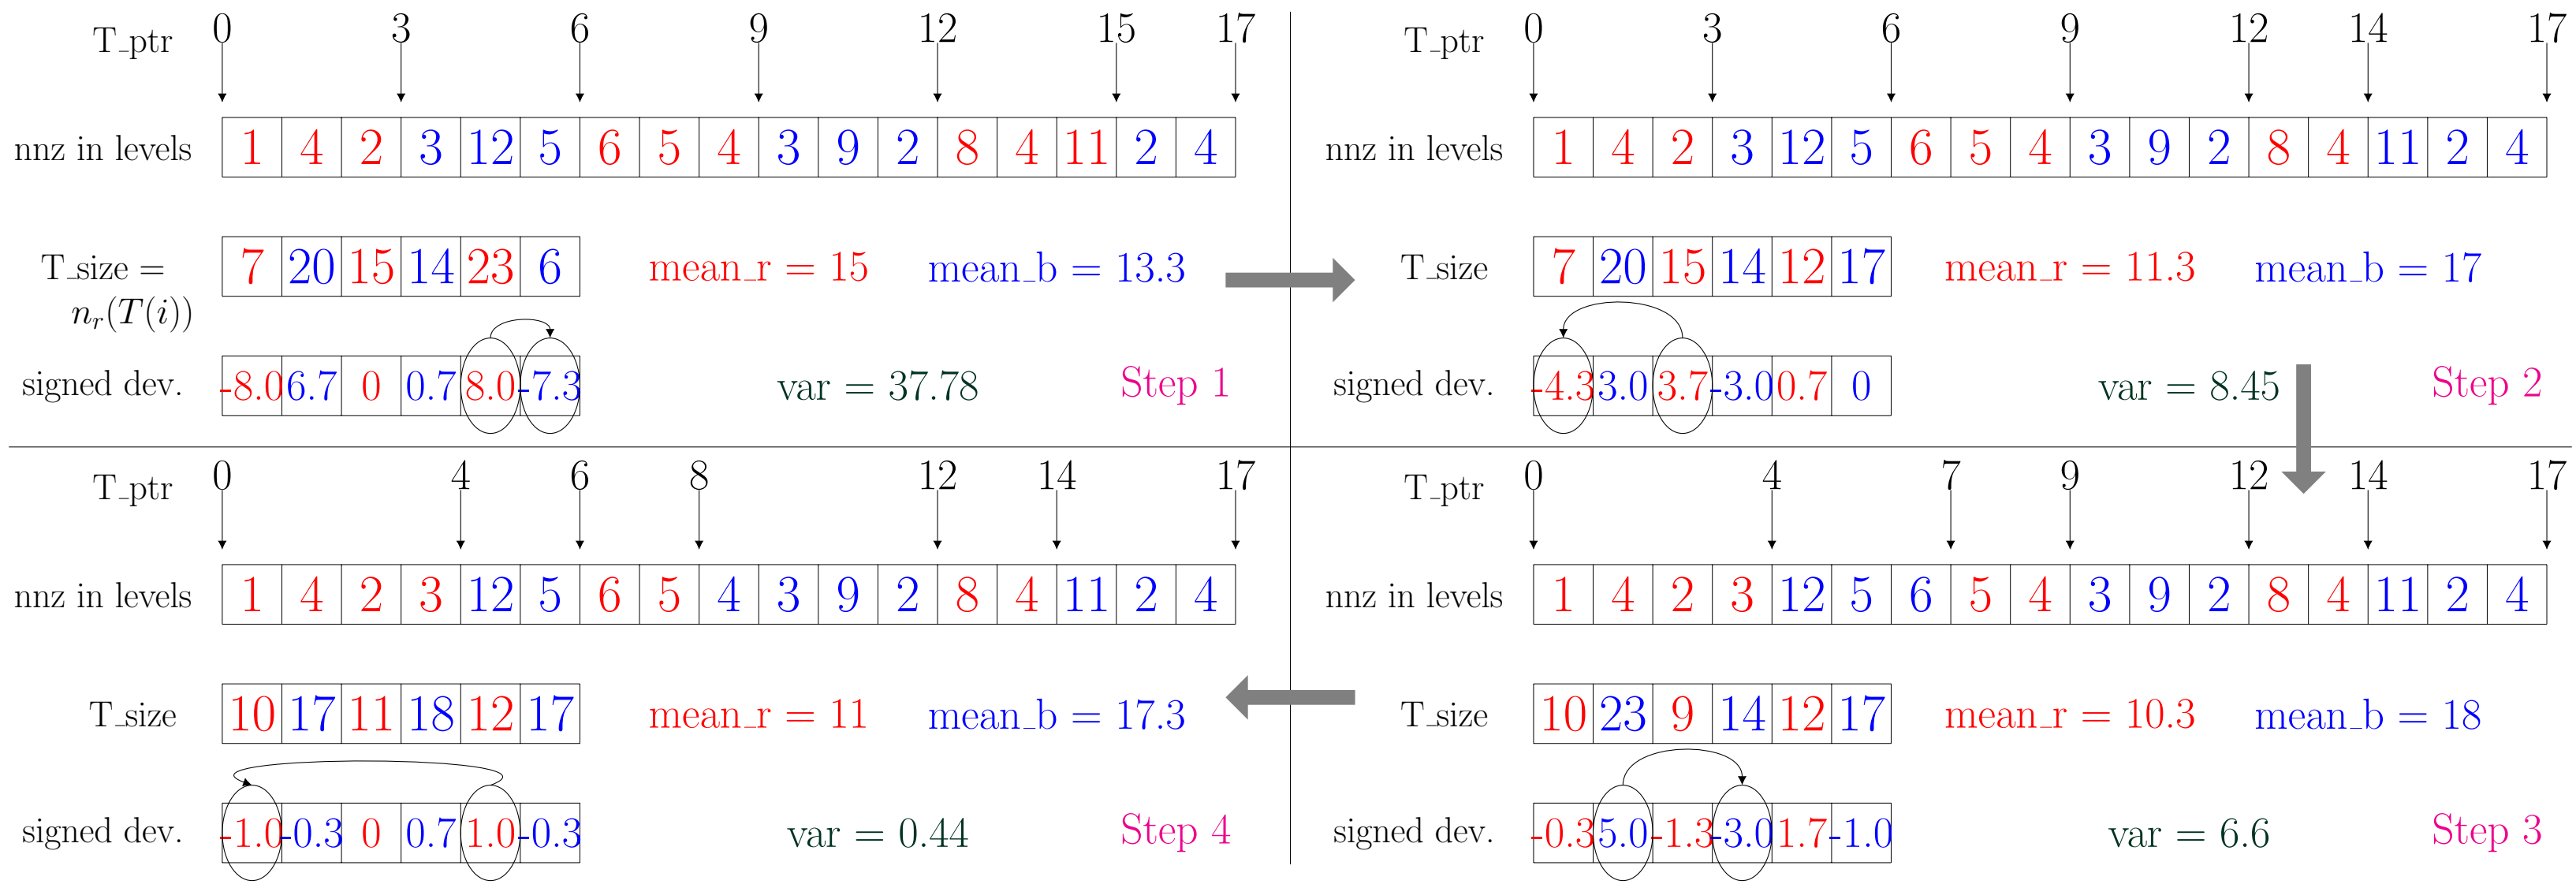 T_ptr 0 3 6 9 12 15 17
nnz in levels 1 4 2 3 12 5 6 5 4 3 9 2 8 4 11 2 4
T_size = 7 20 15 14 23 6 mean_r = 15 mean_b = 13.3
n_r(T(i))
signed dev. -8.0 6.7 0 0.7 8.0 -7.3 var = 37.78 Step 1
T_ptr 0 3 6 9 12 14 17
nnz in levels 1 4 2 3 12 5 6 5 4 3 9 2 8 4 11 2 4
T_size 7 20 15 14 12 17 mean_r = 11.3 mean_b = 17
signed dev. -4.3 3.0 3.7 -3.0 0.7 0 var = 8.45 Step 2
T_ptr 0 4 6 8 12 14 17
nnz in levels 1 4 2 3 12 5 6 5 4 3 9 2 8 4 11 2 4
T_size 10 17 11 18 12 17 mean_r = 11 mean_b = 17.3
signed dev. -1.0 -0.3 0 0.7 1.0 -0.3 var = 0.44 Step 4
T_ptr 0 4 7 9 12 14 17
nnz in levels 1 4 2 3 12 5 6 5 4 3 9 2 8 4 11 2 4
T_size 10 23 9 14 12 17 mean_r = 10.3 mean_b = 18
signed dev. -0.3 5.0 -1.3 -3.0 1.7 -1.0 var = 6.6 Step 3